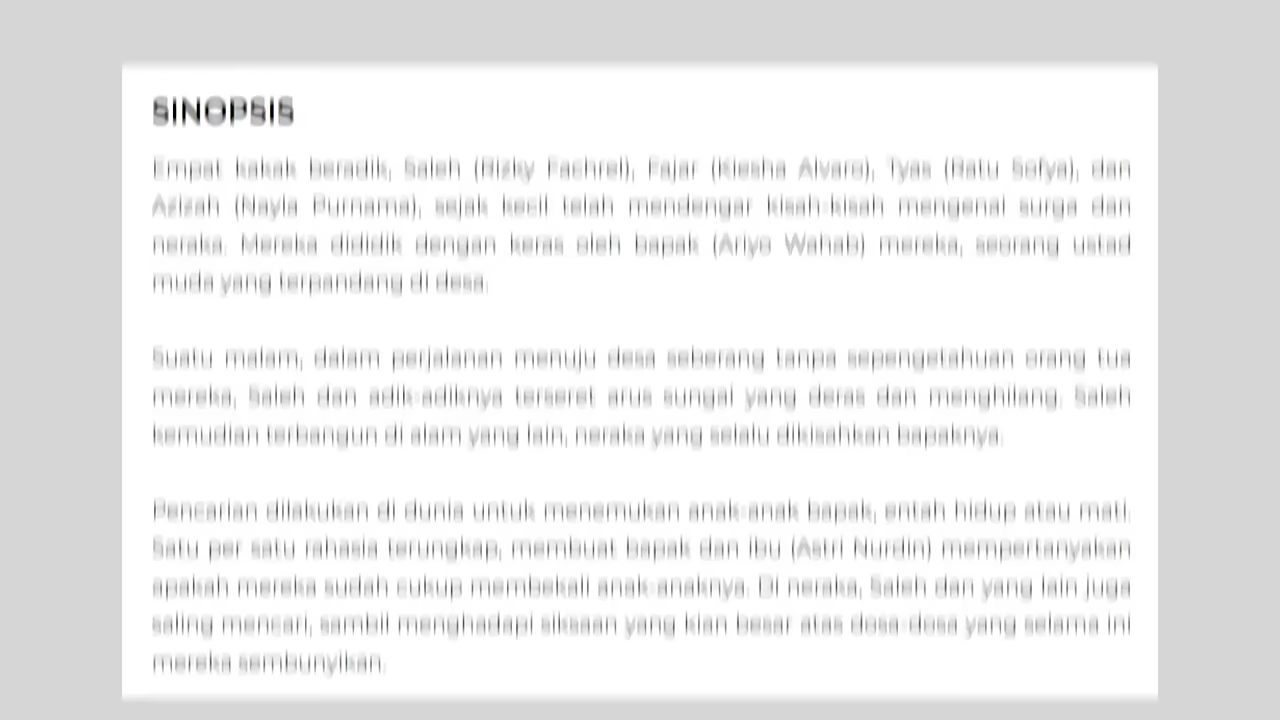 SINOPSIS
Empat kakak beradik, Saleh (Rizky Fachrel), Fajar (Kiesha Alvaro), Tyas (Ratu Sofya), dan
Azizah (Nayla Purnama), sejak kecil telah mendengar kisah-kisah mengenai surga dan
neraka. Mereka dididik dengan keras oleh bapak (Ariyo Wahab) mereka, seorang ustad
muda yang terpandang di desa.
Suatu malam, dalam perjalanan menuju desa seberang tanpa sepengetahuan orang tua
mereka, Saleh dan adik-adiknya terseret arus sungai yang deras dan menghilang. Saleh
kemudian terbangun di alam yang lain, neraka yang selalu dikisahkan bapaknya.
Pencarian dilakukan di dunia untuk menemukan anak-anak bapak, entah hidup atau mati.
Satu per satu rahasia terungkap, membuat bapak dan ibu (Astri Nurdin) mempertanyakan
apakah mereka sudah cukup membekali anak-anaknya. Di neraka, Saleh dan yang lain juga
saling mencari, sambil menghadapi siksaan yang kian besar atas dosa-dosa yang selama ini
mereka sembunyikan.